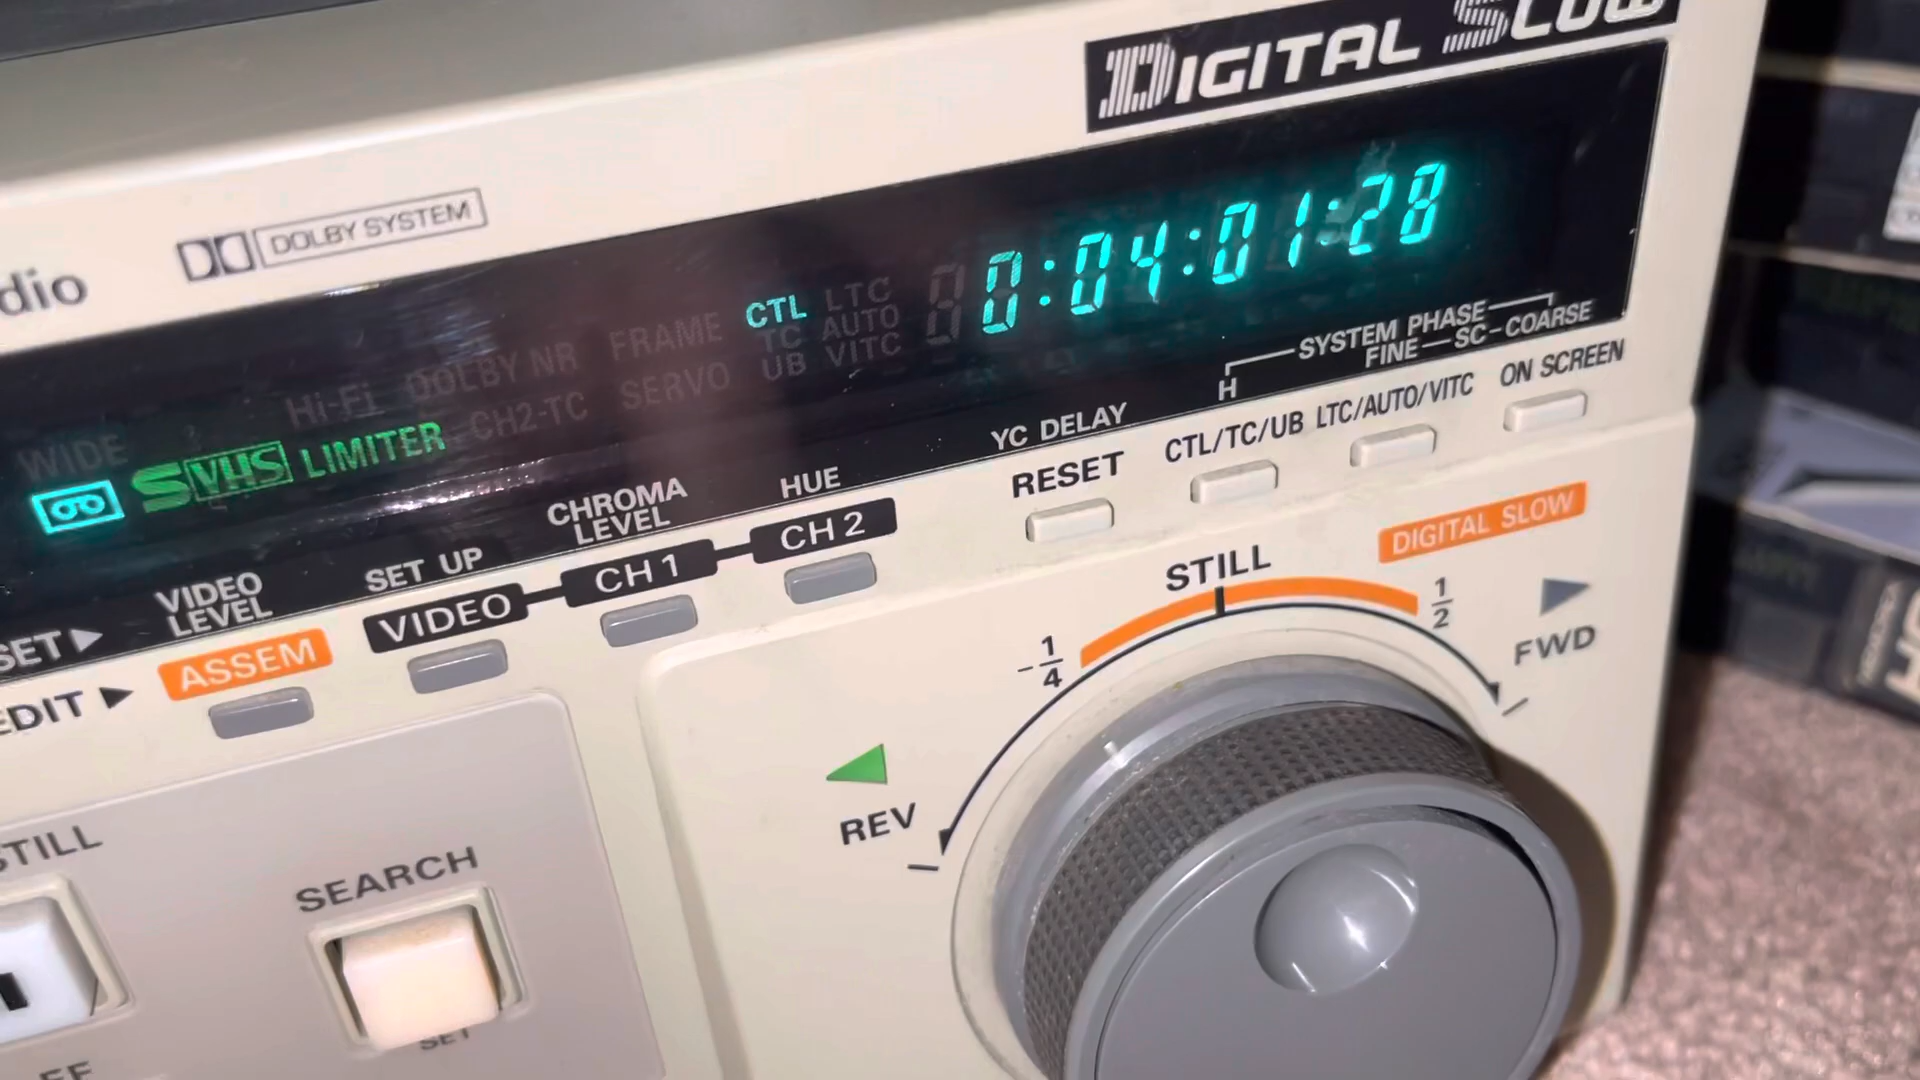 DIGITAL SLOW
dio
DOLBY SYSTEM
0:04:01:28
CTL LTC
TC AUTO
UB VITC
FRAME
SERVO
Hi-Fi DOLBY NR
CH2-TC
WIDE
S VHS LIMITER
SYSTEM PHASE
H FINE—SC—COARSE
YC DELAY
RESET
CTL/TC/UB
LTC/AUTO/VITC
ON SCREEN
VIDEO LEVEL
SET UP
CHROMA LEVEL
HUE
SET
ASSEM
VIDEO
CH 1
CH 2
EDIT
DIGITAL SLOW
STILL
-1/4
1/2
FWD
REV
STILL
SEARCH
SET
FF